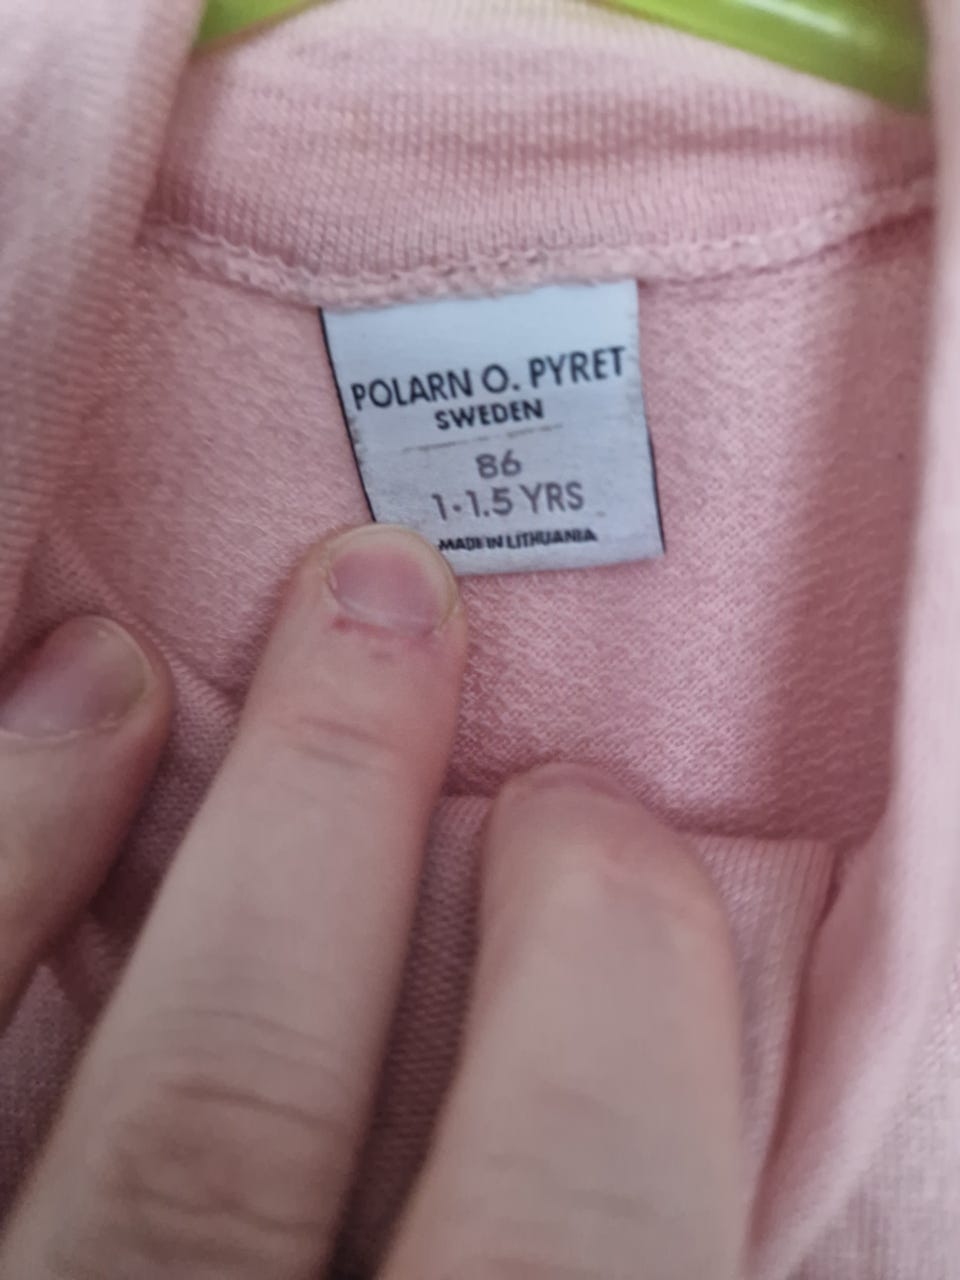 POLARN O. PYRET
SWEDEN
86
1-1.5 YRS
MADE IN LITHUANIA